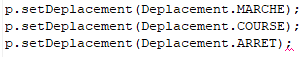 p.setDeplacement(Deplacement.MARCHE);
p.setDeplacement(Deplacement.COURSE);
p.setDeplacement(Deplacement.ARRET);